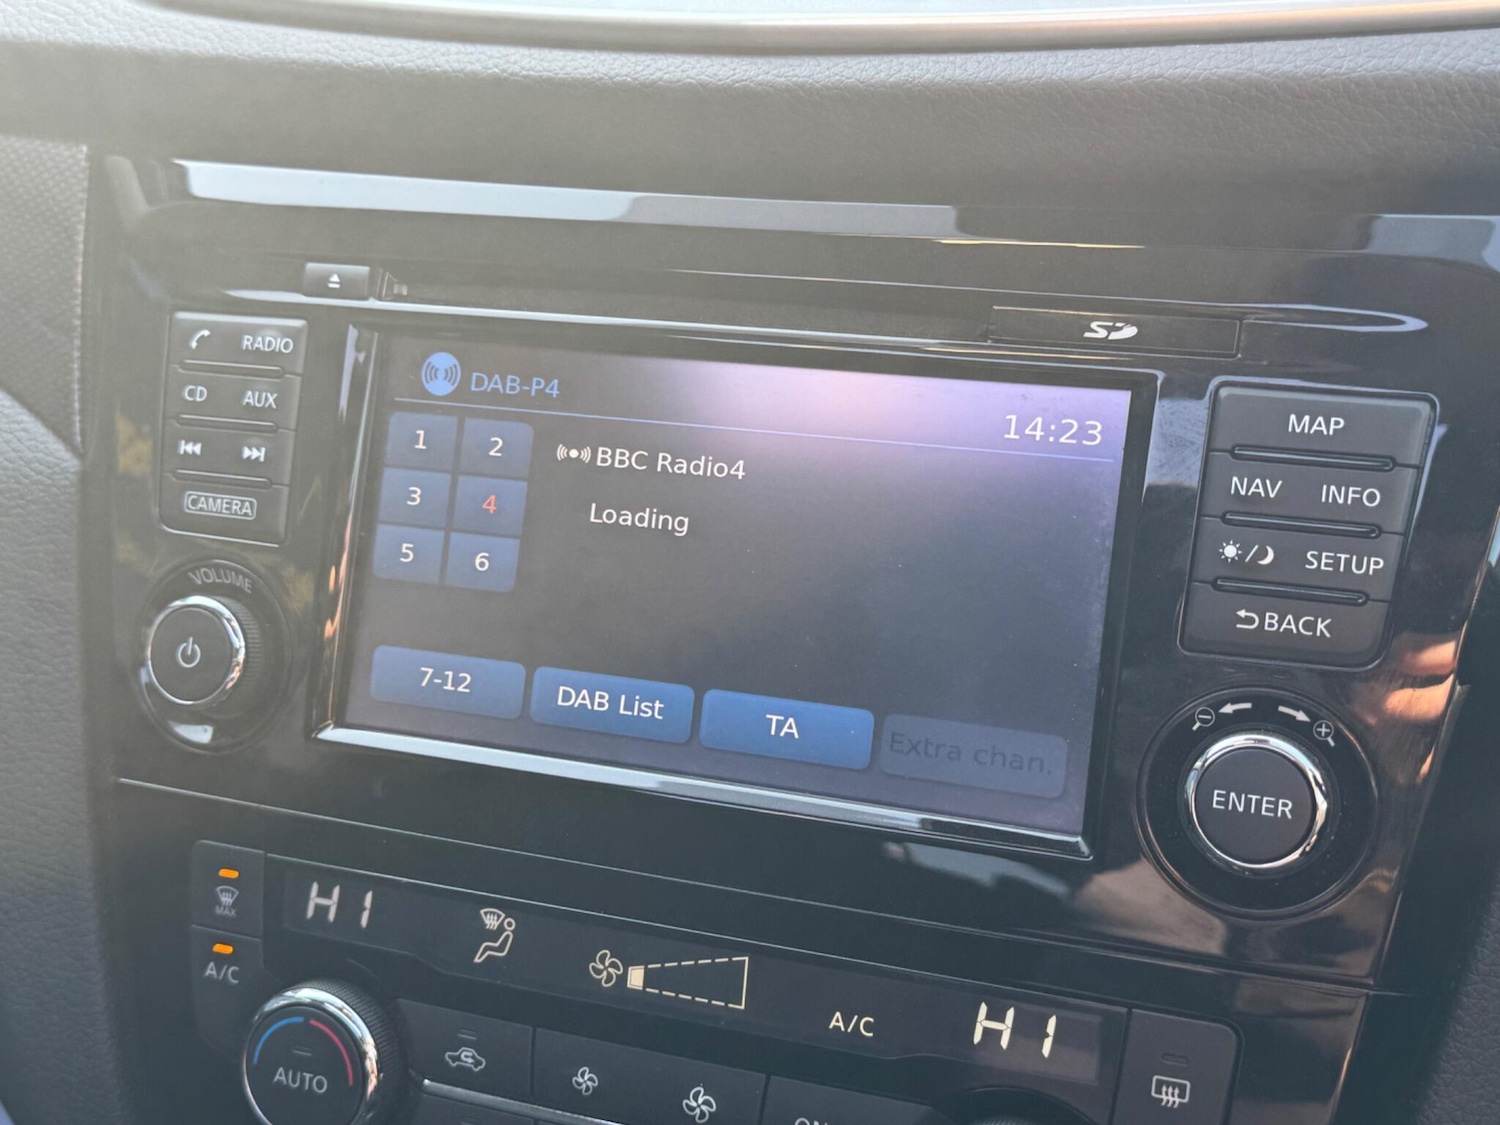 SD
RADIO
CD AUX
CAMERA
VOLUME
DAB-P4
14:23
1 2
3 4
5 6
BBC Radio4
Loading
7-12
DAB List
TA
Extra chan.
MAP
NAV INFO
SETUP
BACK
ENTER
MAX
A/C
HI
A/C
HI
AUTO